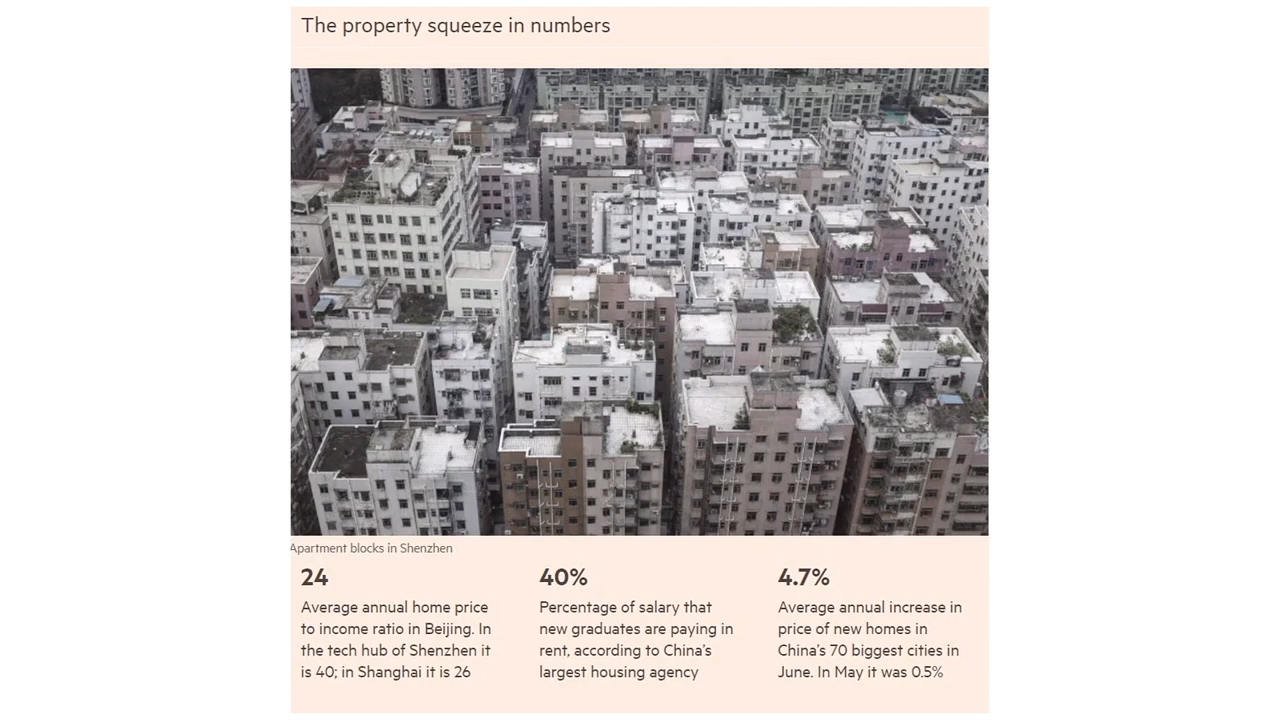 The property squeeze in numbers
Apartment blocks in Shenzhen
24
Average annual home price
to income ratio in Beijing. In
the tech hub of Shenzhen it
is 40; in Shanghai it is 26
40%
Percentage of salary that
new graduates are paying in
rent, according to China's
largest housing agency
4.7%
Average annual increase in
price of new homes in
China's 70 biggest cities in
June. In May it was 0.5%